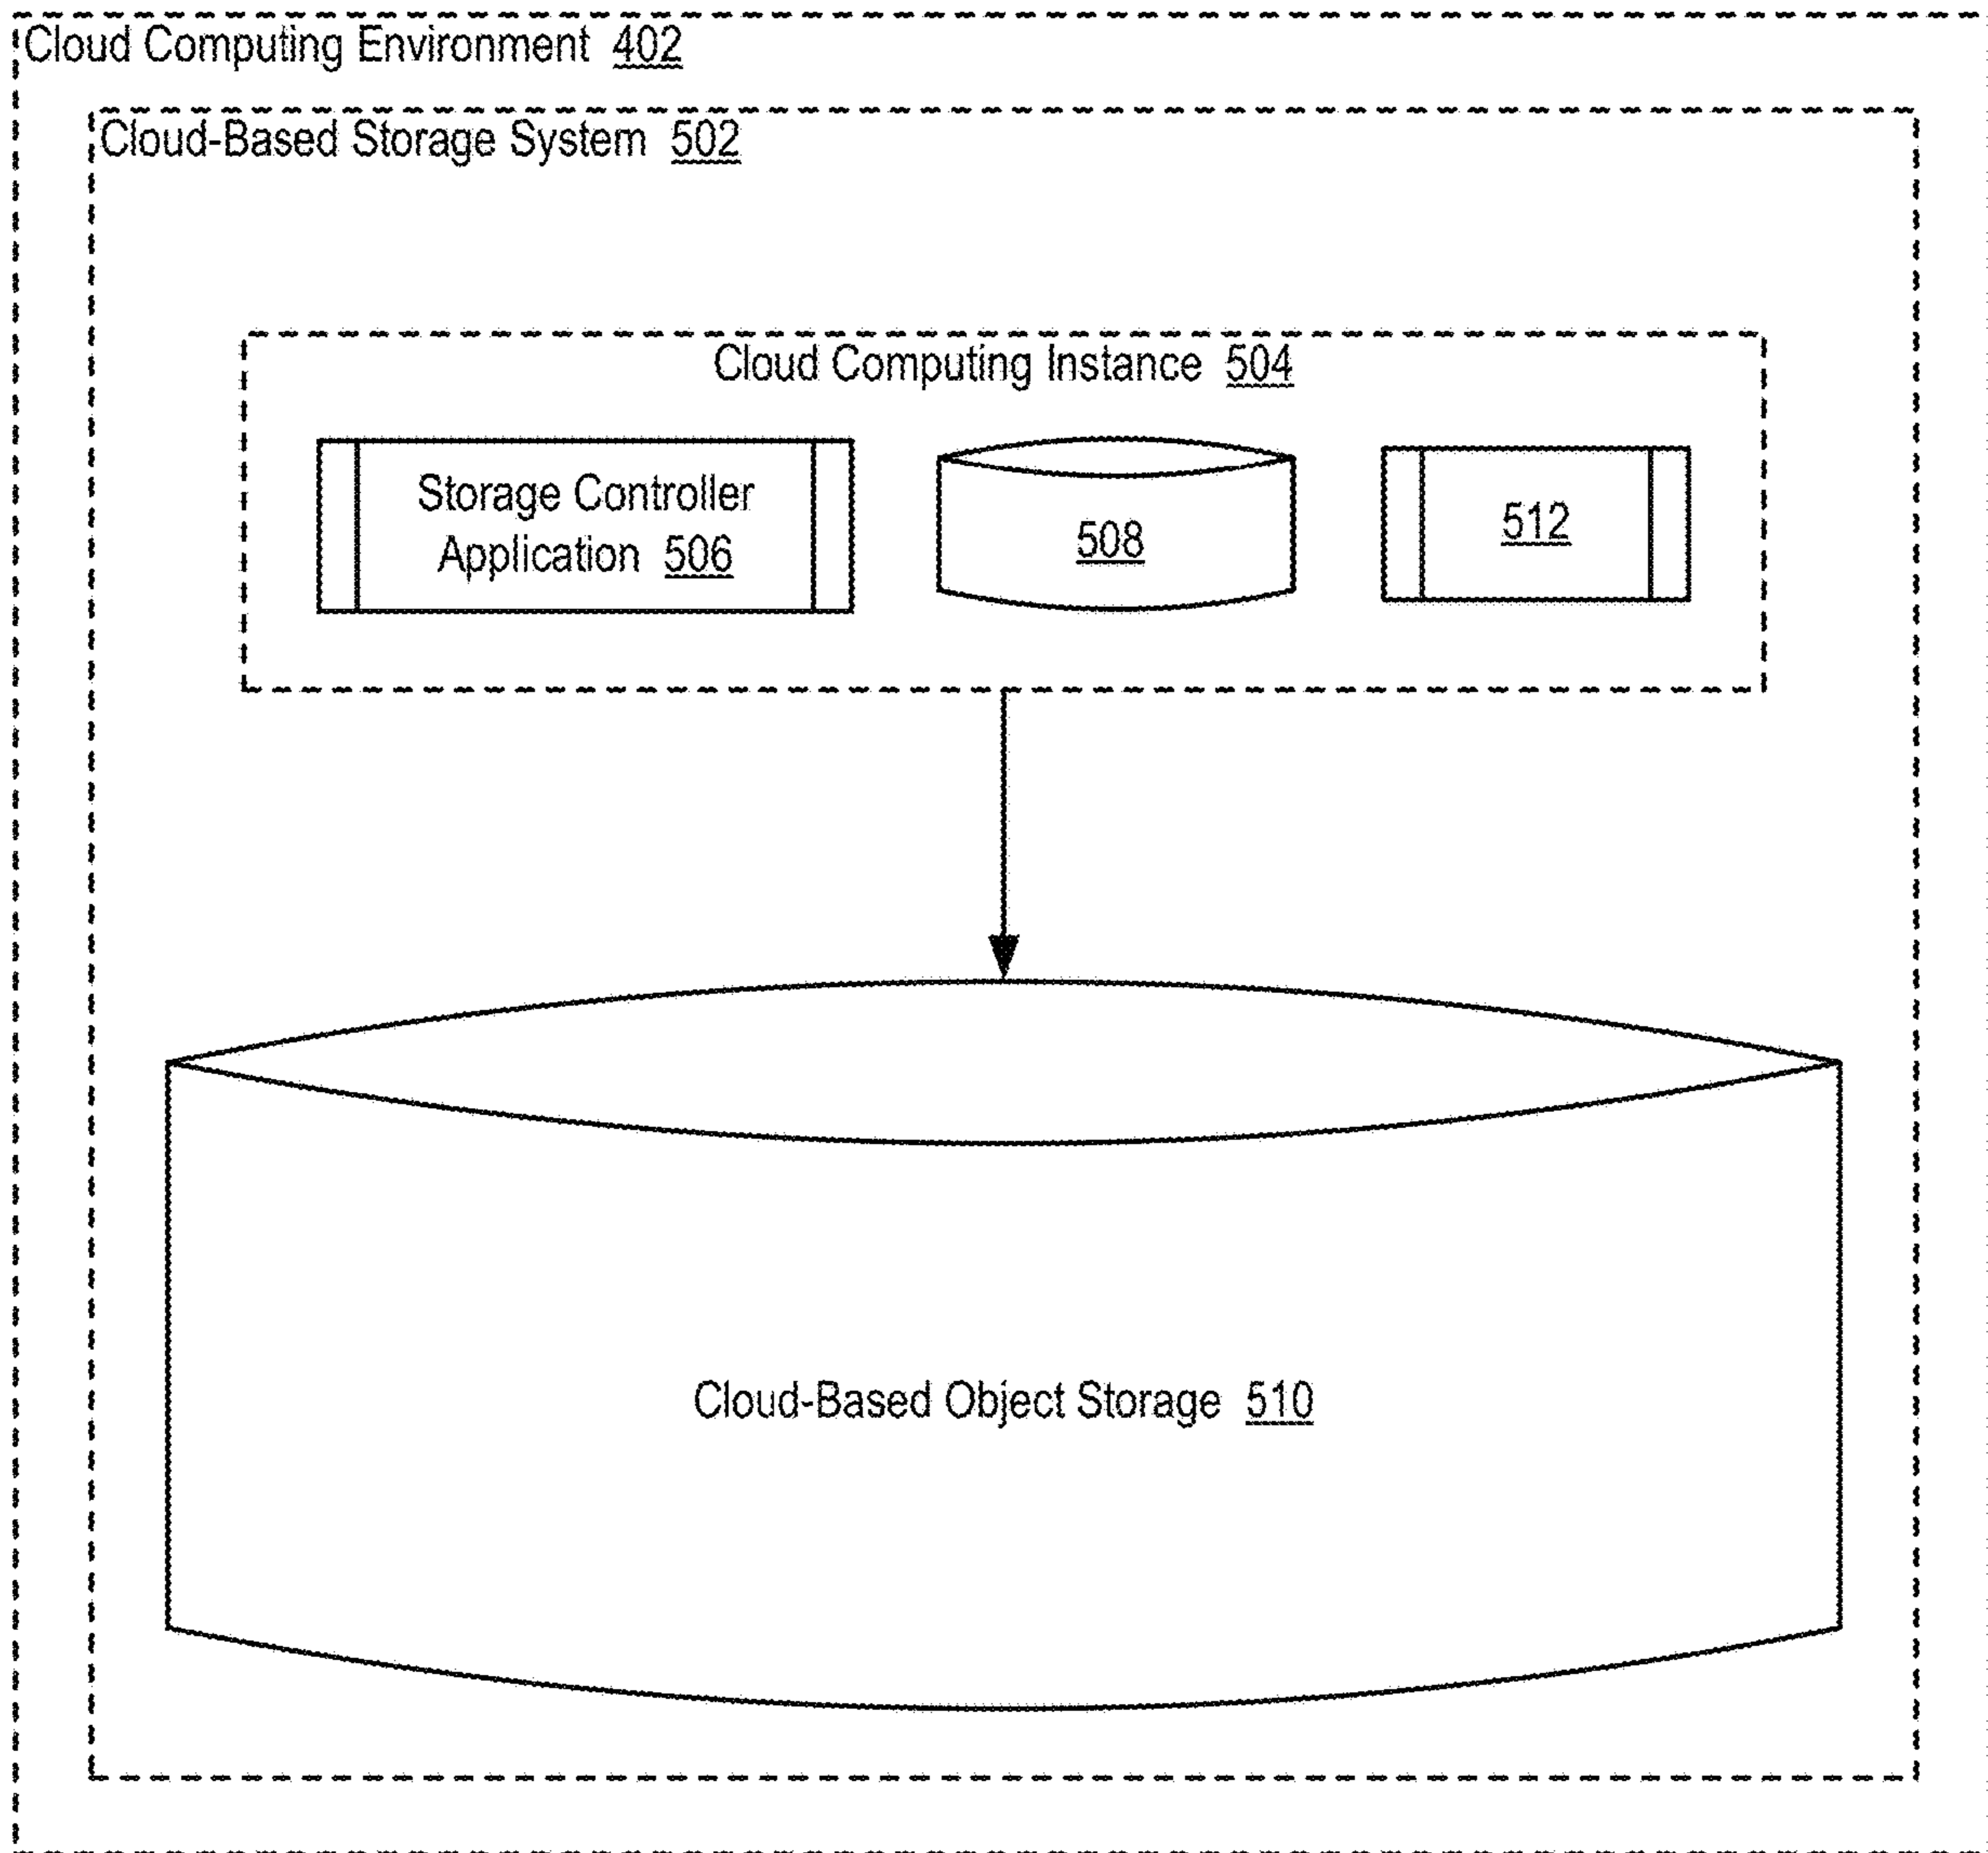 Cloud Computing Environment 402
Cloud-Based Storage System 502
Cloud Computing Instance 504
Storage Controller
Application 506
508
512
Cloud-Based Object Storage 510